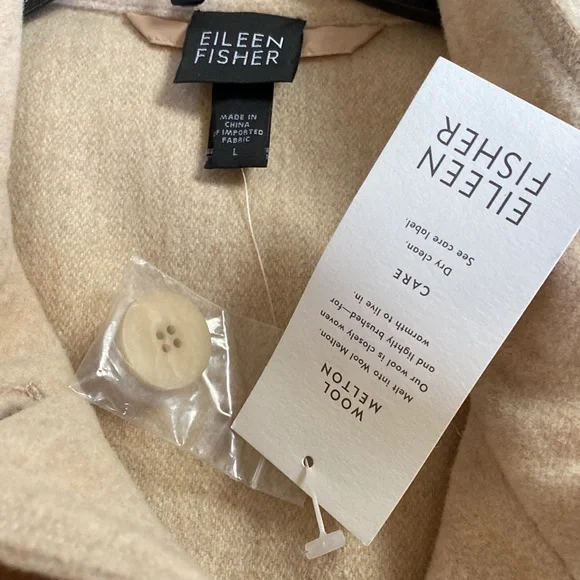 EILEEN
FISHER
MADE IN
CHINA
OF IMPORTED
FABRIC
L
WOOL
MELTON
Melt into Wool Melton.
Our wool is closely woven
and lightly brushed—for
warmth to live in.
CARE
Dry clean.
See care label.
EILEEN
FISHER